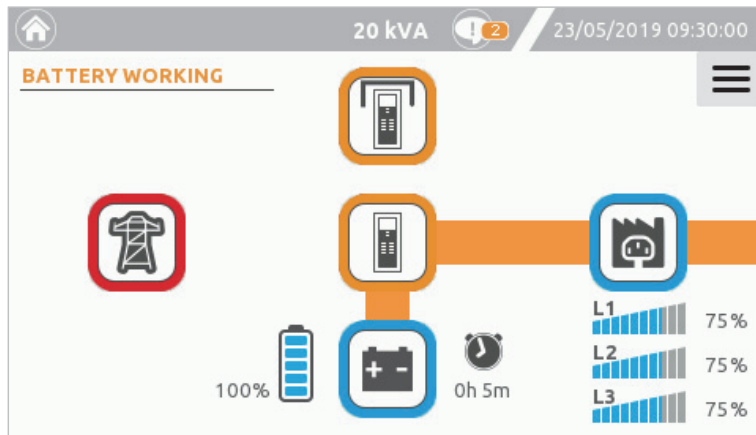 20 kVA
2
23/05/2019 09:30:00
BATTERY WORKING
L1
75%
L2
75%
L3
75%
100%
+ -
0h 5m